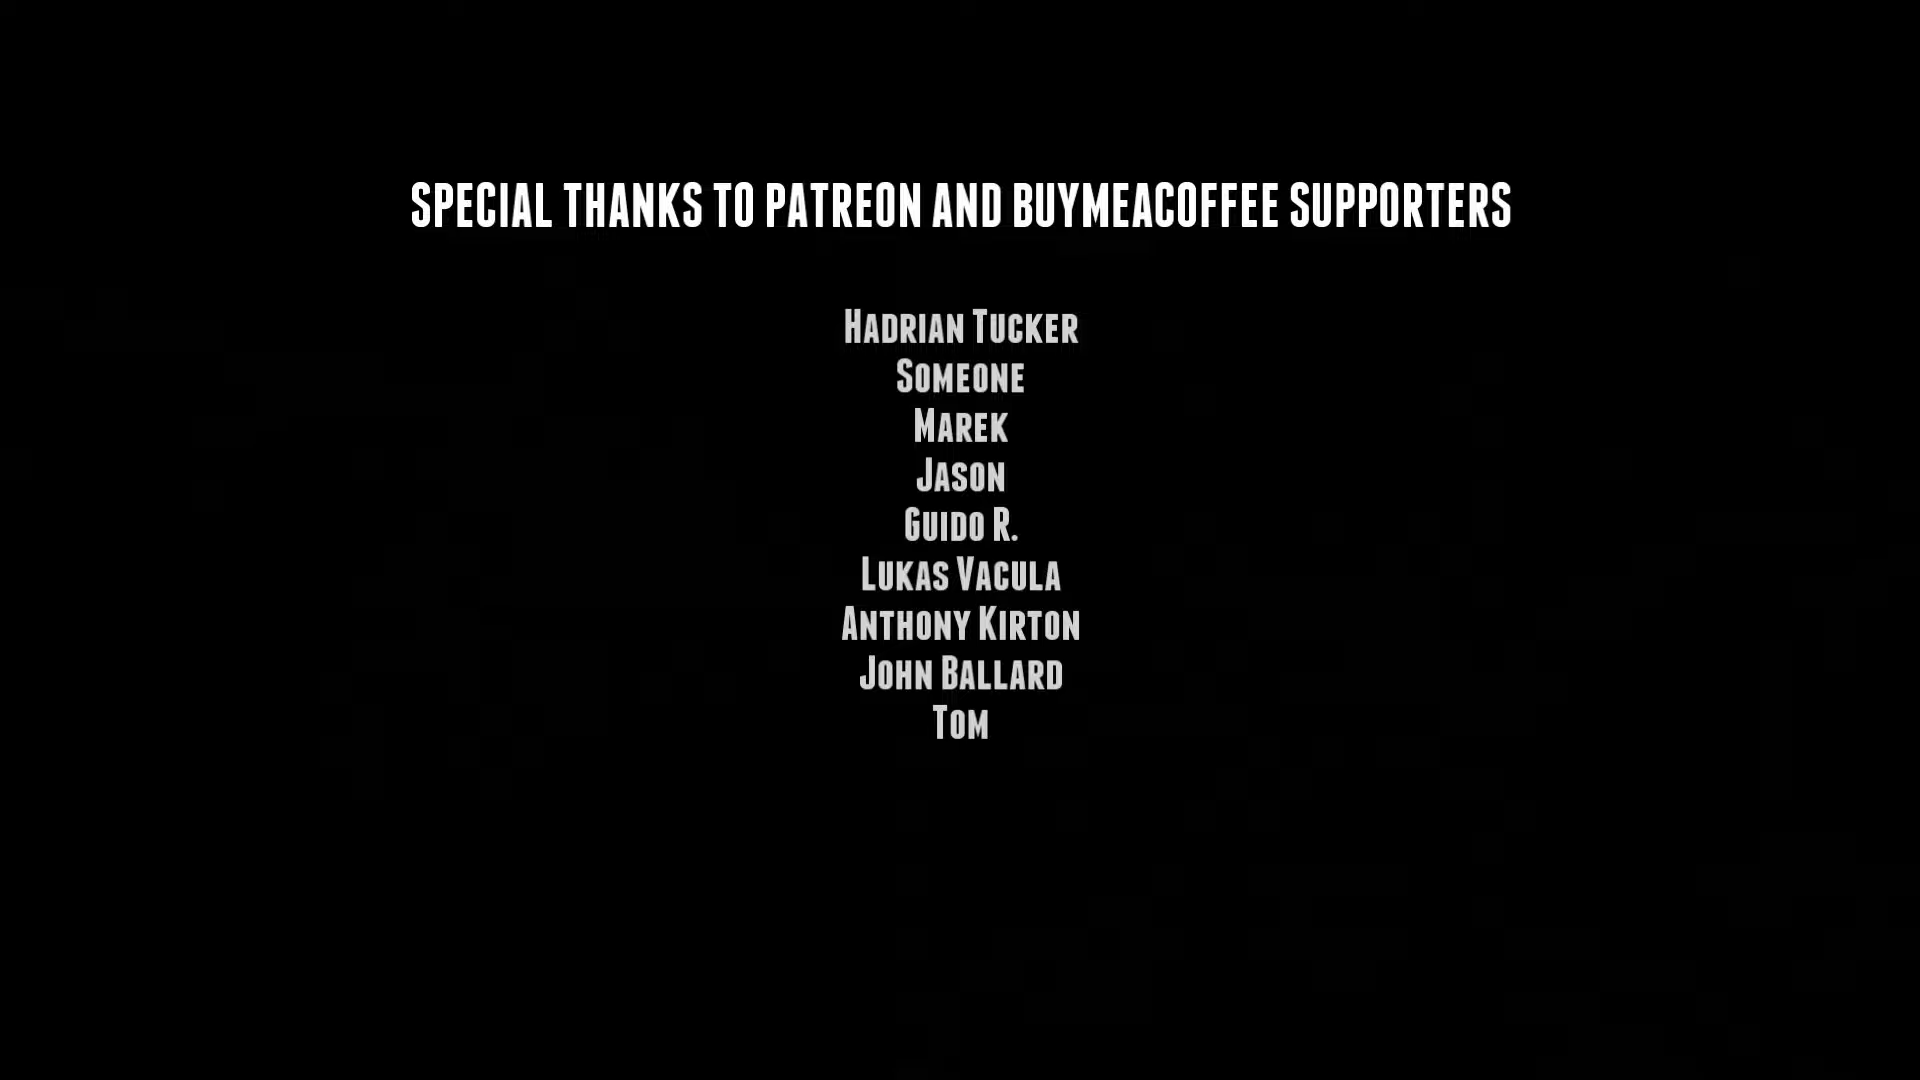 SPECIAL THANKS TO PATREON AND BUYMEACOFFEE SUPPORTERS
Hadrian Tucker
Someone
Marek
Jason
Guido R.
Lukas Vacula
Anthony Kirton
John Ballard
Tom